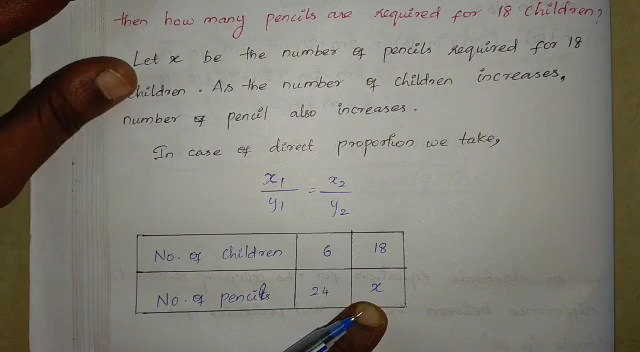 then how many pencils are required for 18 children?
Let x be the number of pencils required for 18
children. As the number of children increases,
number of pencil also increases.
In case of direct proportion we take,
x₁/y₁ = x₂/y₂
No. of children 6 18
No. of pencils 24 x